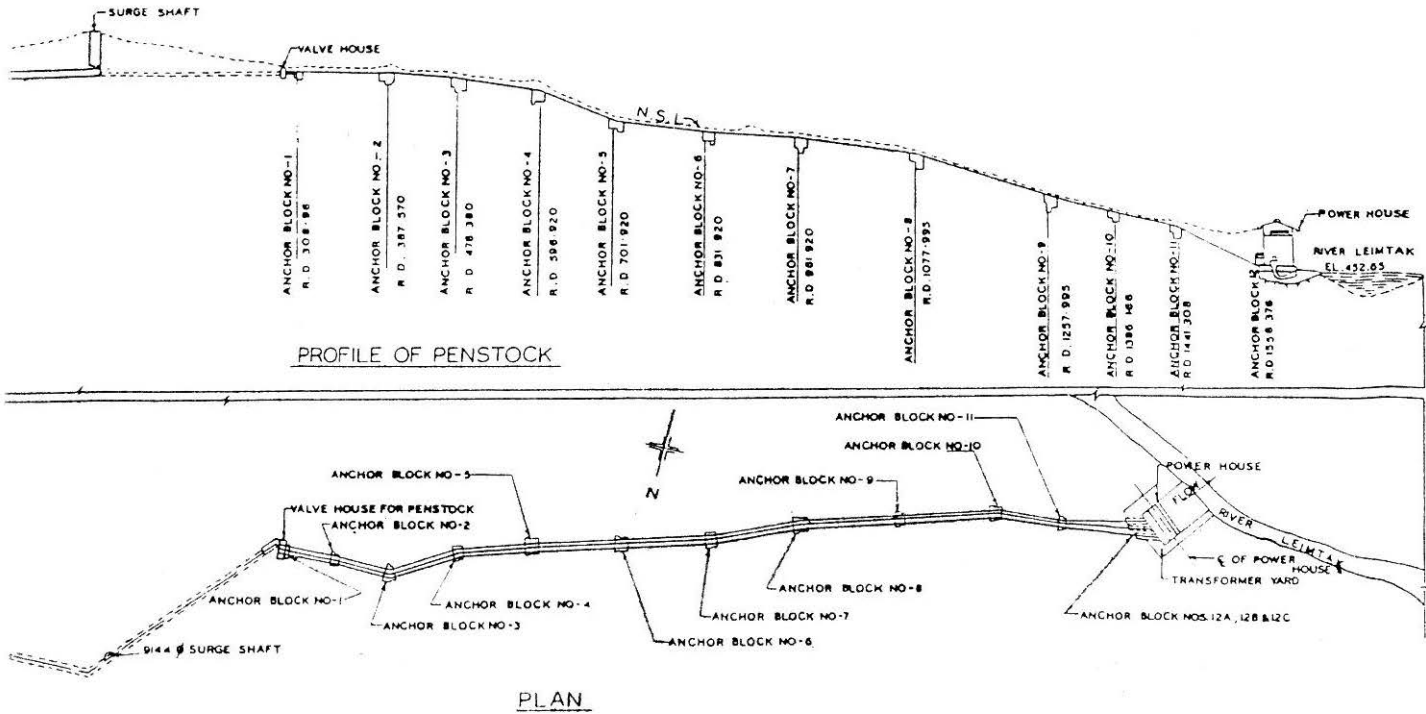 SURGE SHAFT
VALVE HOUSE
N.S.L
POWER HOUSE
RIVER LEIMTAK
EL. 452.65
ANCHOR BLOCK NO-1
R.D. 308.96
ANCHOR BLOCK NO-2
R.D. 387 570
ANCHOR BLOCK NO-3
R D 478 380
ANCHOR BLOCK NO-4
R.D. 598.920
ANCHOR BLOCK NO-5
R.D 701.920
ANCHOR BLOCK NO-6
R.D 831 920
ANCHOR BLOCK NO-7
R.D 961 920
ANCHOR BLOCK NO-8
R.D.1077.995
ANCHOR BLOCK NO-9
R D. 1257.995
ANCHOR BLOCK NO-10
R D 1386 166
ANCHOR BLOCK NO-11
R D 1441 308
ANCHOR BLOCK
R.D.1558 376
PROFILE OF PENSTOCK
ANCHOR BLOCK NO-11
ANCHOR BLOCK NO-10
ANCHOR BLOCK NO-5
ANCHOR BLOCK NO-9
POWER HOUSE
N
FLOW
VALVE HOUSE FOR PENSTOCK
ANCHOR BLOCK NO-2
RIVER LEIMTAK
℄ OF POWER
HOUSE
TRANSFORMER YARD
ANCHOR BLOCK NO-1
ANCHOR BLOCK NO-4
ANCHOR BLOCK NO-8
ANCHOR BLOCK NO-7
ANCHOR BLOCK NOS. 12A, 12B & 12C
ANCHOR BLOCK NO-3
ANCHOR BLOCK NO-6
9144 ϕ SURGE SHAFT
PLAN